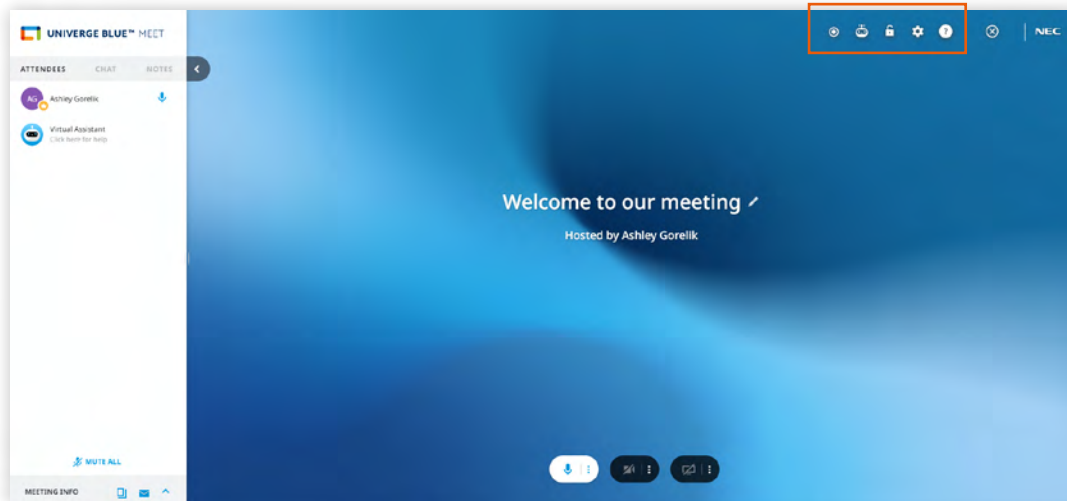 UNIVERGE BLUE™ MEET
NEC
ATTENDEES CHAT NOTES
AG Ashley Gorelik
Virtual Assistant
Click here for help
Welcome to our meeting
Hosted by Ashley Gorelik
MUTE ALL
MEETING INFO